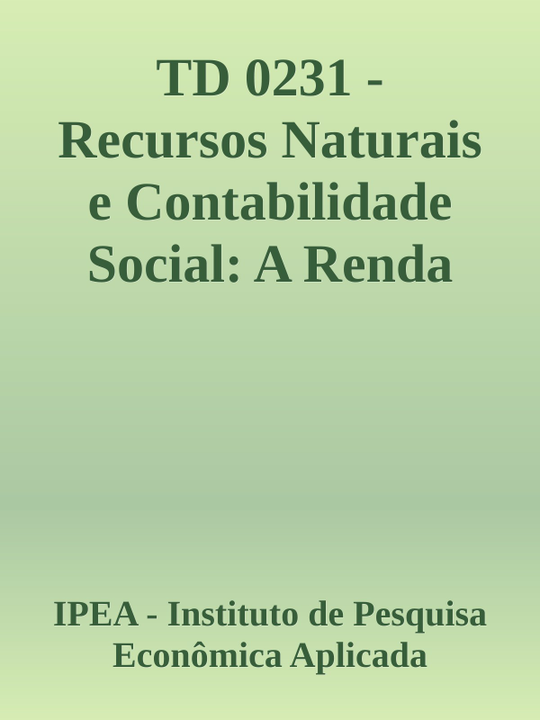 TD 0231 -
Recursos Naturais
e Contabilidade
Social: A Renda
IPEA - Instituto de Pesquisa
Econômica Aplicada